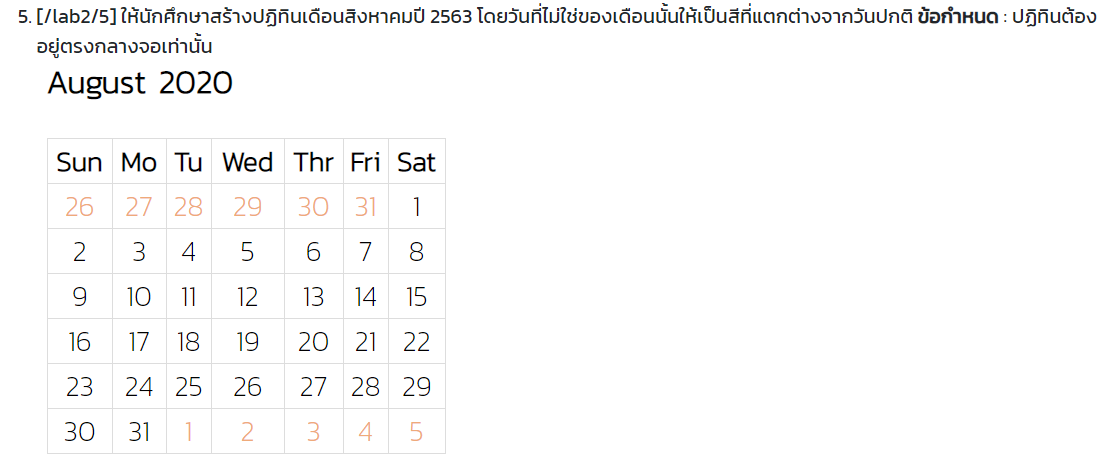 5. [/lab2/5] ให้นักศึกษาสร้างปฏิทินเดือนสิงหาคมปี 2563 โดยวันที่ไม่ใช่ของเดือนนั้นให้เป็นสีที่แตกต่างจากวันปกติ ข้อกำหนด : ปฏิทินต้อง
อยู่ตรงกลางจอเท่านั้น
August 2020
Sun Mo Tu Wed Thr Fri Sat
26 27 28 29 30 31 1
2 3 4 5 6 7 8
9 10 11 12 13 14 15
16 17 18 19 20 21 22
23 24 25 26 27 28 29
30 31 1 2 3 4 5